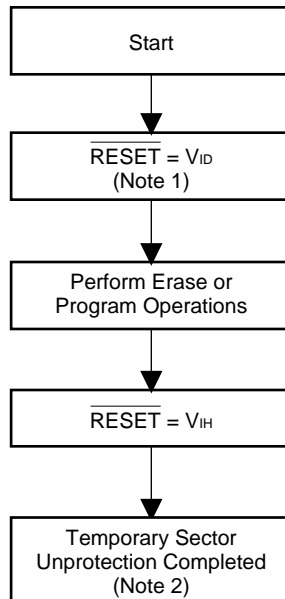 Start
RESET = VID
(Note 1)
Perform Erase or
Program Operations
RESET = VIH
Temporary Sector
Unprotection Completed
(Note 2)